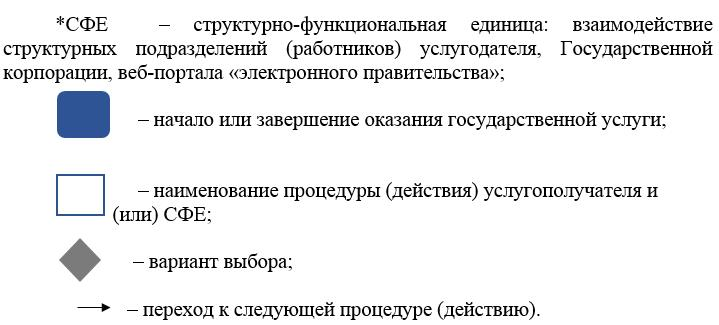 *СФЕ – структурно-функциональная единица: взаимодействие
структурных подразделений (работников) услугодателя, Государственной
корпорации, веб-портала «электронного правительства»;
– начало или завершение оказания государственной услуги;
– наименование процедуры (действия) услугополучателя и
(или) СФЕ;
– вариант выбора;
– переход к следующей процедуре (действию).